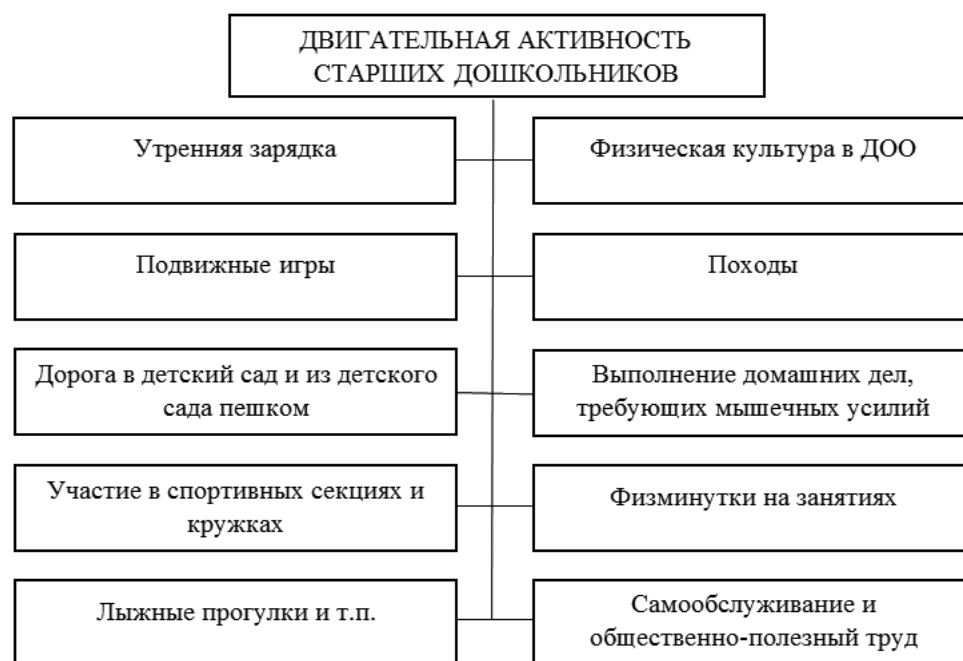 ДВИГАТЕЛЬНАЯ АКТИВНОСТЬ
СТАРШИХ ДОШКОЛЬНИКОВ
Утренняя зарядка
Физическая культура в ДОО
Подвижные игры
Походы
Дорога в детский сад и из детского
сада пешком
Выполнение домашних дел,
требующих мышечных усилий
Участие в спортивных секциях и
кружках
Физминутки на занятиях
Лыжные прогулки и т.п.
Самообслуживание и
общественно-полезный труд